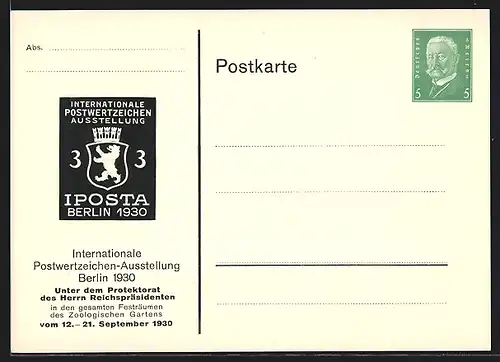 Abs.
Postkarte
Deutsches Reich
5 5
INTERNATIONALE
POSTWERTZEICHEN
AUSSTELLUNG
3 3
IPOSTA
BERLIN 1930
Internationale
Postwertzeichen-Ausstellung
Berlin 1930
Unter dem Protektorat
des Herrn Reichspräsidenten
in den gesamten Festräumen
des Zoologischen Gartens
vom 12.–21. September 1930